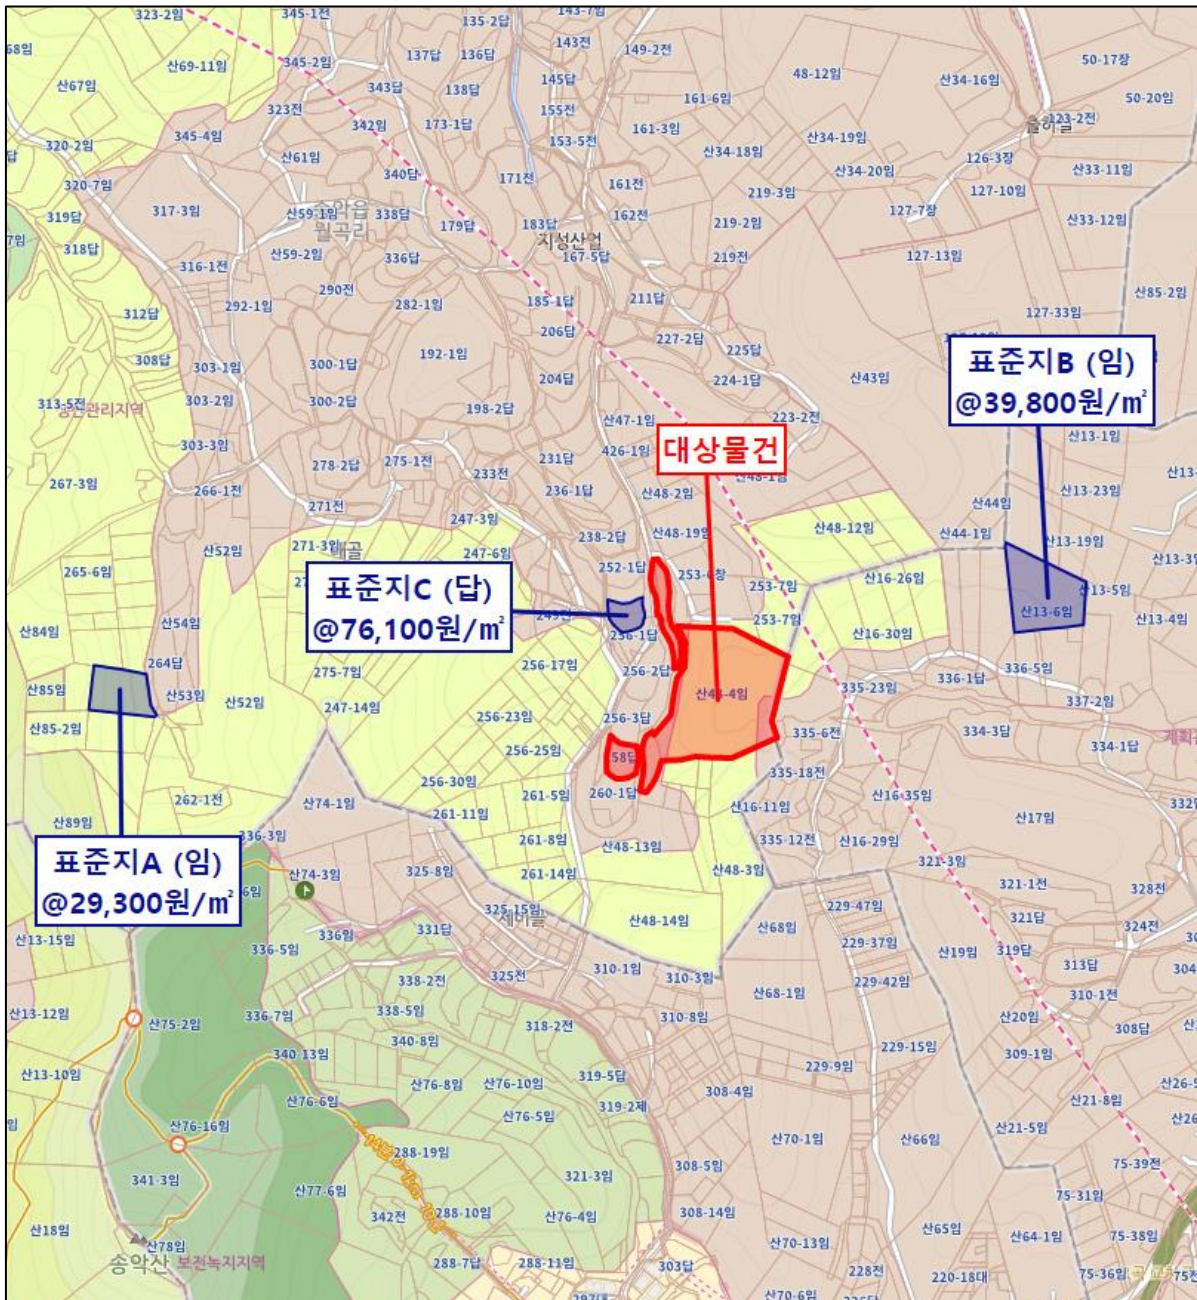 323-2임
345-1전
135-2답
143-7임
68임
산69-11임
345-2임
137답
136답
143전
149-2전
50-17장
산67임
343답
138답
145답
48-12임
산34-16임
50-20임
323전
155전
161-6임
345-4임
342임
173-1답
153-5전
161-3임
산34-19임
123-2전
320-2임
산61임
340답
산34-18임
126-3장
320-7임
171전
161전
산34-20임
산33-11임
317-3임
송악읍
월곡리
산59-1임
338답
162전
219-3임
127-10임
319답
179답
183답
219-2임
127-7장
산33-12임
지성산업
318답
산59-2임
336답
167-5답
219전
127-13임
316-1전
290전
산85-2임
292-1임
282-1임
185-1답
211답
312답
206답
227-2답
127-33임
308답
303-1임
300-1답
192-1임
225답
204답
224-1답
산43임
표준지B (임)
@39,800원/㎡
303-2임
300-2답
198-2답
313-5전
산47-1임
223-2전
303-3임
426-1임
대상물건
산13-1임
278-2답
275-1전
233전
231답
267-3임
266-1전
236-1답
산48-2임
산48-1임
산13-23임
271전
산44임
247-3임
238-2답
산48-19임
산48-12임
산44-1임
산13-19임
271-3임
산52임
247-6임
265-6임
252-1답
253-7임
산16-26임
산13-5임
표준지C (답)
@76,100원/㎡
산54임
249전
산13-6임
산13-4임
산84임
256-1답
253-7임
산16-30임
264답
256-17임
256-2답
336-5임
275-7임
336-1답
산85임
산53임
산52임
335-23임
337-2임
247-14임
256-23임
256-3답
산85-2임
335-6전
334-3답
334-1답
256-25임
58답
335-18전
262-1전
256-30임
261-5임
260-1답
산16-35임
산74-1임
261-11임
산16-11임
산17임
산89임
336-3임
261-8임
335-12전
산16-29임
산48-13임
321-3임
표준지A (임)
@29,300원/㎡
산74-3임
325-8임
261-14임
산48-3임
321-1전
328전
325-15임
산48-14임
229-47임
321답
324전
산68임
산13-15임
336임
331답
229-37임
336-5임
산19임
319답
338-2전
325전
310-1임
310-3임
313답
229-42임
산68-1임
310-1전
산13-12임
산75-2임
336-7임
338-5임
310-8임
산20임
318-2전
308답
340-8임
229-15임
340-13임
309-1임
산13-10임
319-5답
229-9임
산76-8임
산76-10임
308-4임
산76-6임
319-2제
산21-8임
산76-5임
산76-16임
산21-5임
산70-1임
산66임
288-19임
308-5임
75-39전
341-3임
321-3임
산77-6임
75-31임
342전
288-10임
산76-4임
308-14임
산18임
산65임
산64-1임
75-38임
산78임
산70-13임
송악산
보전녹지지역
288-7답
288-11임
303답
228전
220-18대
75-36임
산70-6임